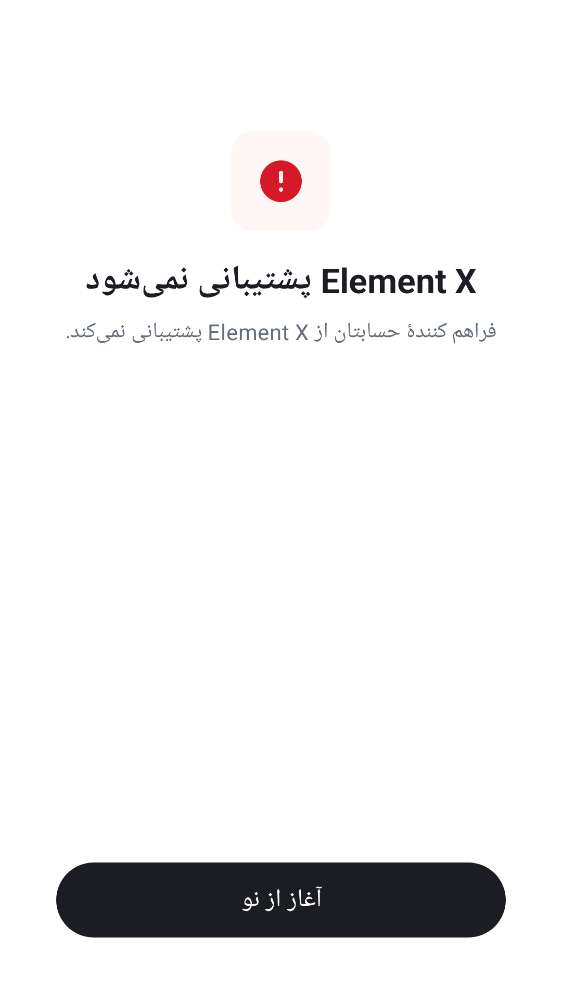 Element X پشتیبانی نمی‌شود
فراهم کنندهٔ حسابتان از Element X پشتیبانی نمی‌کند.
آغاز از نو